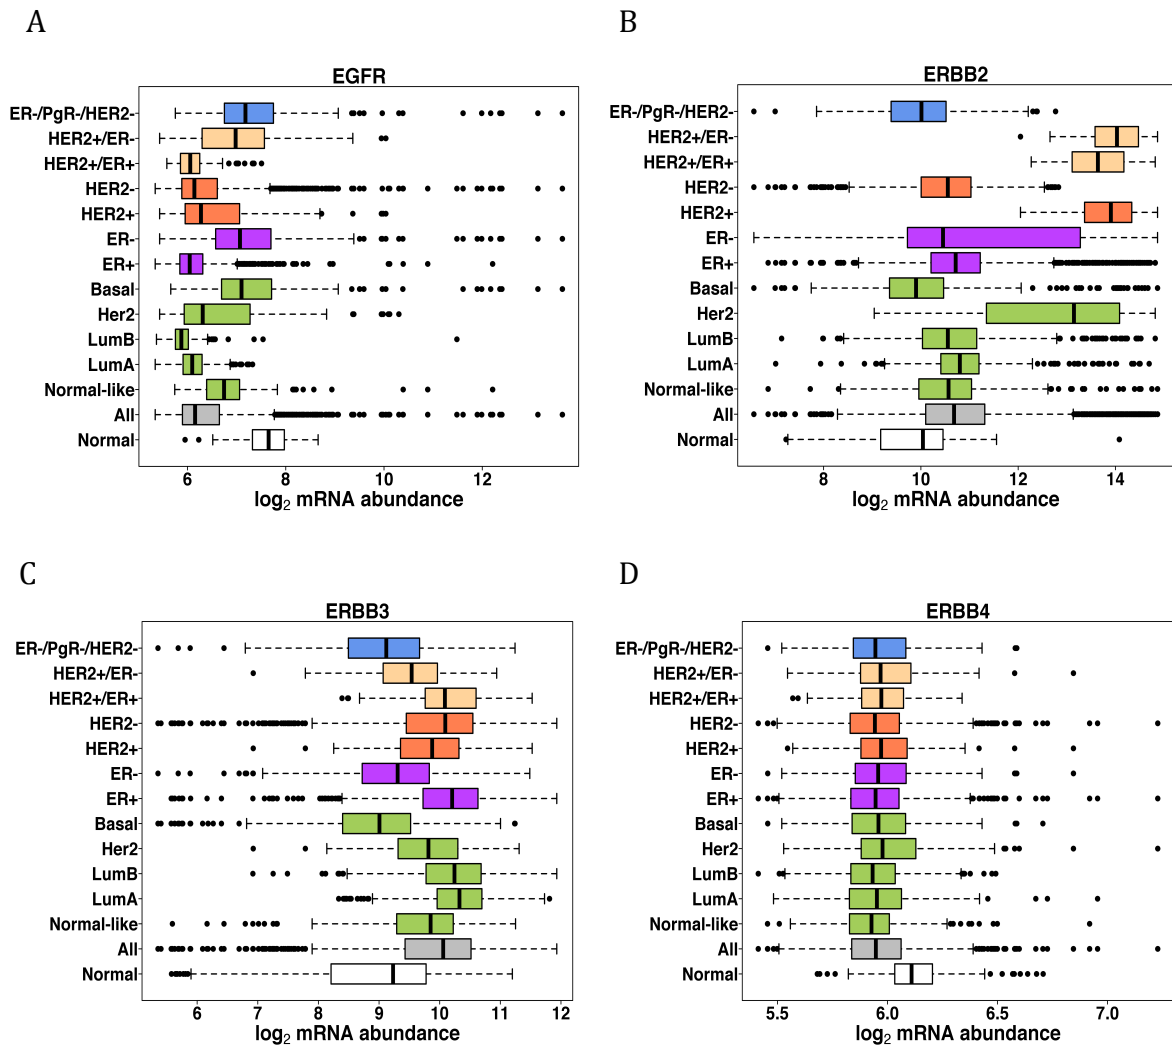 A
EGFR
ER-/PgR-/HER2-
HER2+/ER-
HER2+/ER+
HER2-
HER2+
ER-
ER+
Basal
Her2
LumB
LumA
Normal-like
All
Normal
6 8 10 12
log2 mRNA abundance
B
ERBB2
ER-/PgR-/HER2-
HER2+/ER-
HER2+/ER+
HER2-
HER2+
ER-
ER+
Basal
Her2
LumB
LumA
Normal-like
All
Normal
8 10 12 14
log2 mRNA abundance
C
ERBB3
ER-/PgR-/HER2-
HER2+/ER-
HER2+/ER+
HER2-
HER2+
ER-
ER+
Basal
Her2
LumB
LumA
Normal-like
All
Normal
6 7 8 9 10 11 12
log2 mRNA abundance
D
ERBB4
ER-/PgR-/HER2-
HER2+/ER-
HER2+/ER+
HER2-
HER2+
ER-
ER+
Basal
Her2
LumB
LumA
Normal-like
All
Normal
5.5 6.0 6.5 7.0
log2 mRNA abundance